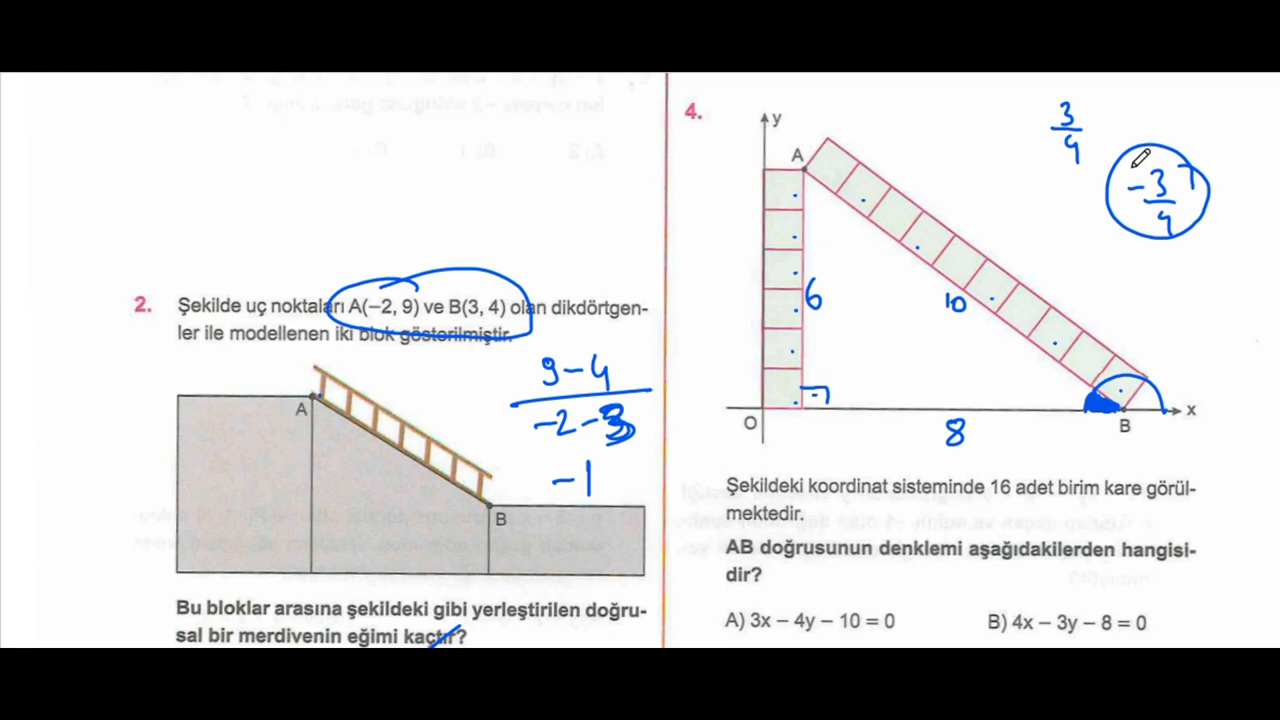 2. Şekilde uç noktaları A(−2, 9) ve B(3, 4) olan dikdörtgen-
ler ile modellenen iki blok gösterilmiştir.
9−4
−2−3
−1
A
B
Bu bloklar arasına şekildeki gibi yerleştirilen doğru-
sal bir merdivenin eğimi kaçtır?
4.
y
A
3
4
−3
4
6
10
8
O
B
x
Şekildeki koordinat sisteminde 16 adet birim kare görül-
mektedir.
AB doğrusunun denklemi aşağıdakilerden hangisi-
dir?
A) 3x − 4y − 10 = 0 B) 4x − 3y − 8 = 0